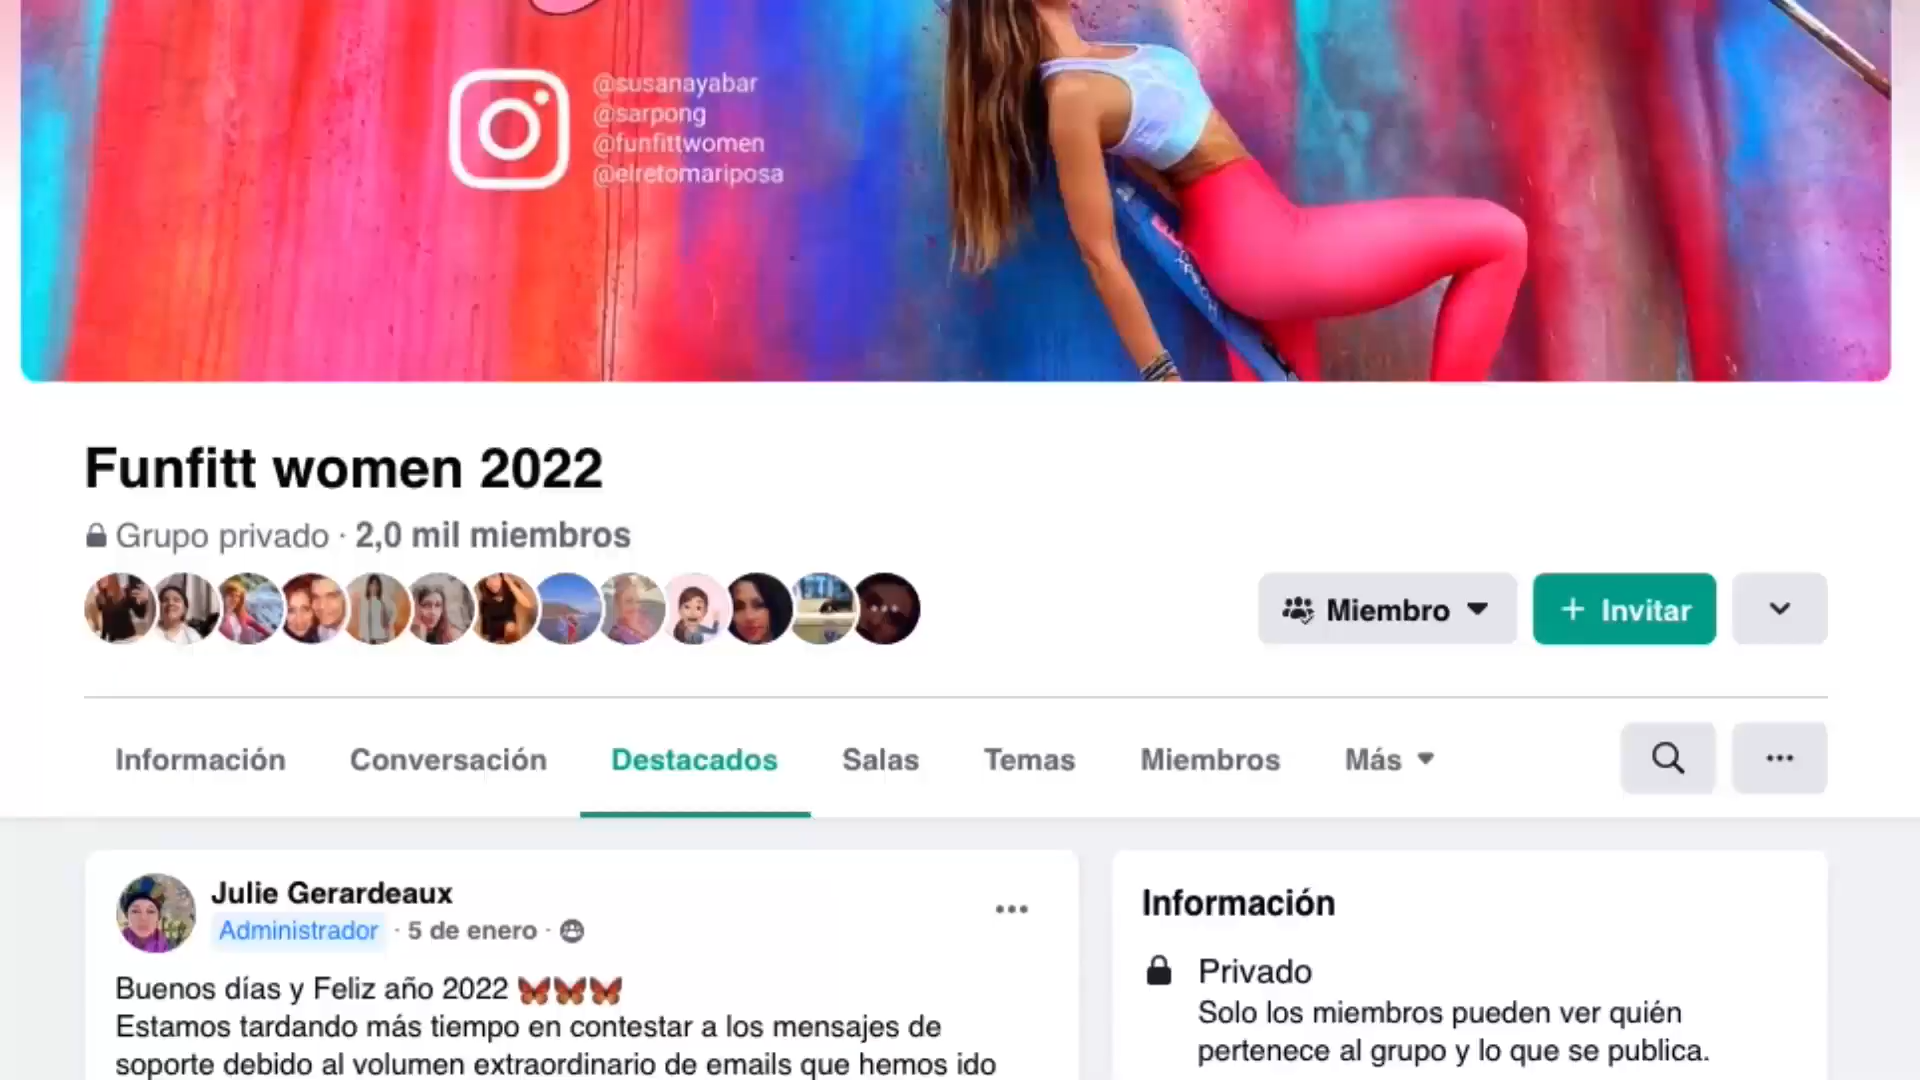 @susanayabar
@sarpong
@funfittwomen
@elretomariposa
Funfitt women 2022
Grupo privado · 2,0 mil miembros
Miembro
+ Invitar
Información
Conversación
Destacados
Salas
Temas
Miembros
Más
Julie Gerardeaux
Administrador · 5 de enero ·
Buenos días y Feliz año 2022 🦋🦋🦋
Estamos tardando más tiempo en contestar a los mensajes de
soporte debido al volumen extraordinario de emails que hemos ido
Información
Privado
Solo los miembros pueden ver quién
pertenece al grupo y lo que se publica.